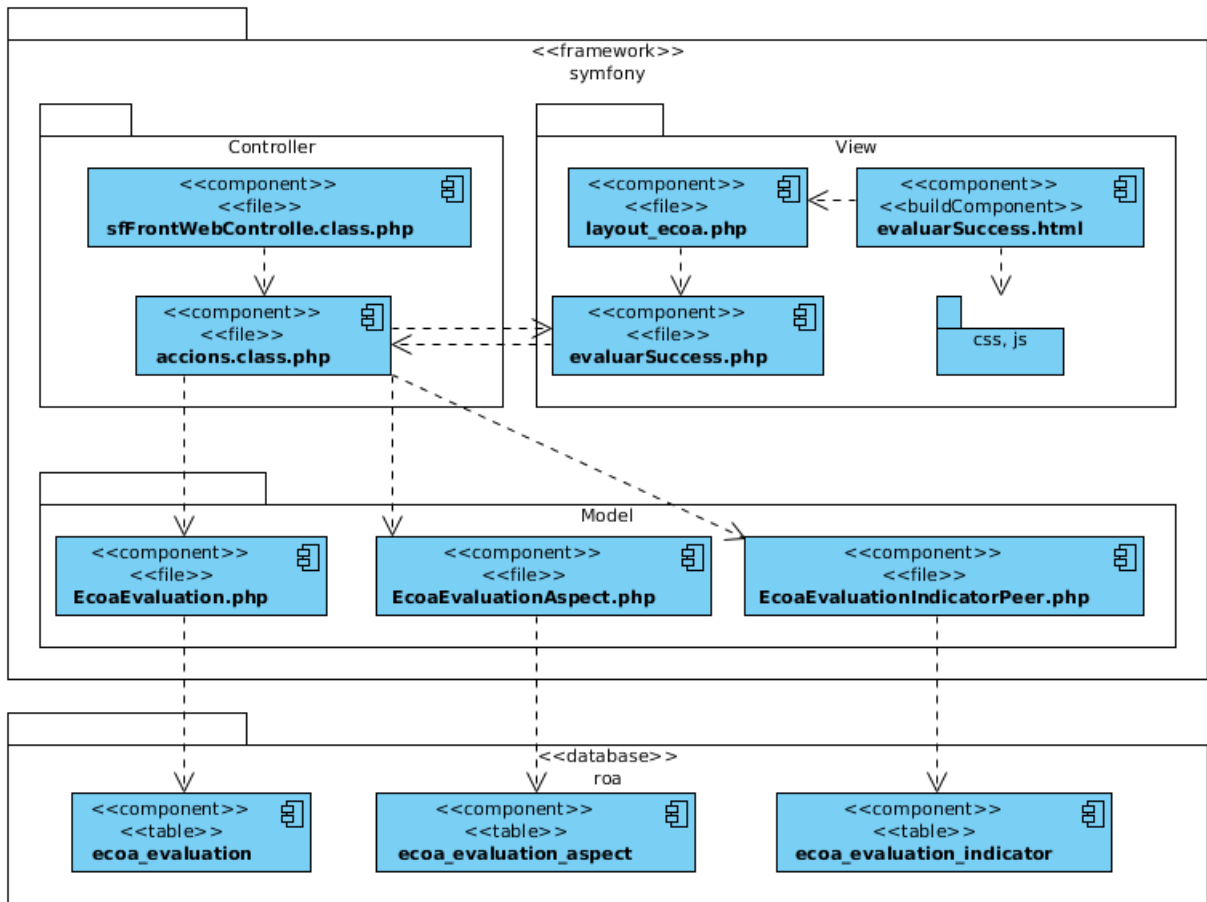 <<framework>>
symfony
Controller
<<component>>
<<file>>
sfFrontWebControlle.class.php
<<component>>
<<file>>
accions.class.php
View
<<component>>
<<file>>
layout_ecoa.php
<<component>>
<<buildComponent>>
evaluarSuccess.html
<<component>>
<<file>>
evaluarSuccess.php
css, js
Model
<<component>>
<<file>>
EcoaEvaluation.php
<<component>>
<<file>>
EcoaEvaluationAspect.php
<<component>>
<<file>>
EcoaEvaluationIndicatorPeer.php
<<database>>
roa
<<component>>
<<table>>
ecoa_evaluation
<<component>>
<<table>>
ecoa_evaluation_aspect
<<component>>
<<table>>
ecoa_evaluation_indicator